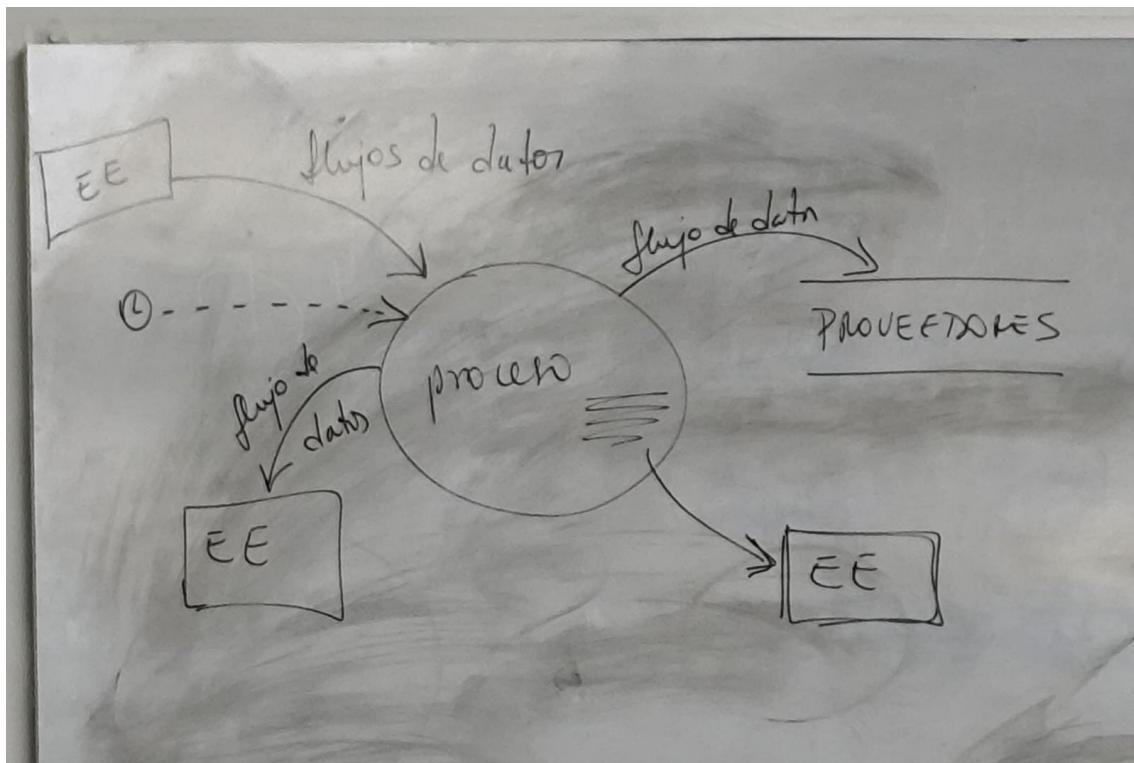 EE
flujos de datos
flujo de datos
PROVEEDORES
proceso
flujo de
datos
EE
EE